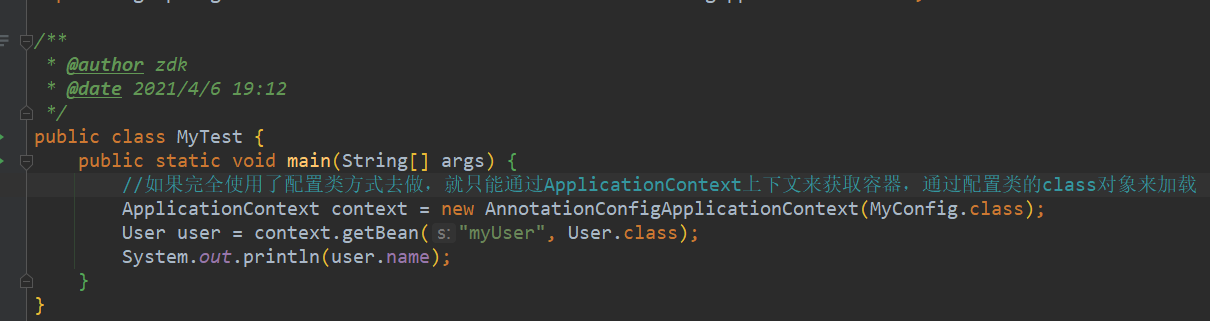 /**
 * @author zdk
 * @date 2021/4/6 19:12
 */
public class MyTest {
    public static void main(String[] args) {
        //如果完全使用了配置类方式去做，就只能通过ApplicationContext上下文来获取容器，通过配置类的class对象来加载
        ApplicationContext context = new AnnotationConfigApplicationContext(MyConfig.class);
        User user = context.getBean( s: "myUser", User.class);
        System.out.println(user.name);
    }
}